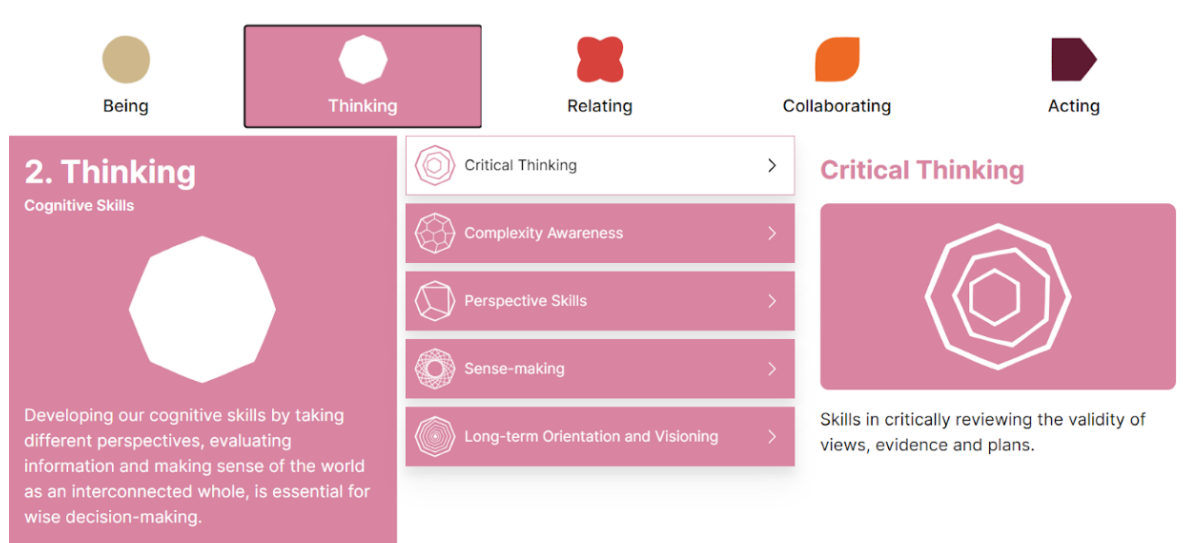 Being
Thinking
Relating
Collaborating
Acting
2. Thinking
Cognitive Skills
Developing our cognitive skills by taking
different perspectives, evaluating
information and making sense of the world
as an interconnected whole, is essential for
wise decision-making.
Critical Thinking
Complexity Awareness
Perspective Skills
Sense-making
Long-term Orientation and Visioning
Critical Thinking
Skills in critically reviewing the validity of
views, evidence and plans.